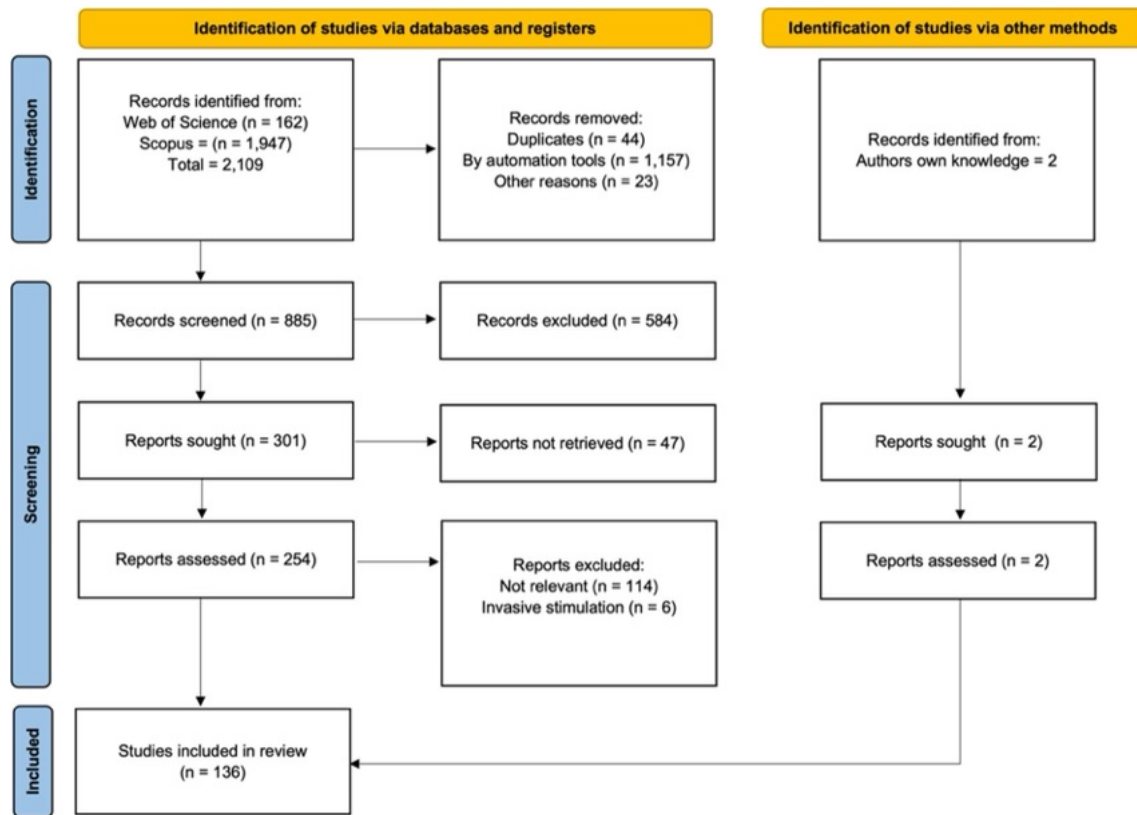 Identification of studies via databases and registers
Identification of studies via other methods
Identification
Records identified from:
Web of Science (n = 162)
Scopus = (n = 1,947)
Total = 2,109
Records removed:
Duplicates (n = 44)
By automation tools (n = 1,157)
Other reasons (n = 23)
Records identified from:
Authors own knowledge = 2
Screening
Records screened (n = 885)
Records excluded (n = 584)
Reports sought (n = 301)
Reports not retrieved (n = 47)
Reports sought (n = 2)
Reports assessed (n = 254)
Reports excluded:
Not relevant (n = 114)
Invasive stimulation (n = 6)
Reports assessed (n = 2)
Included
Studies included in review
(n = 136)